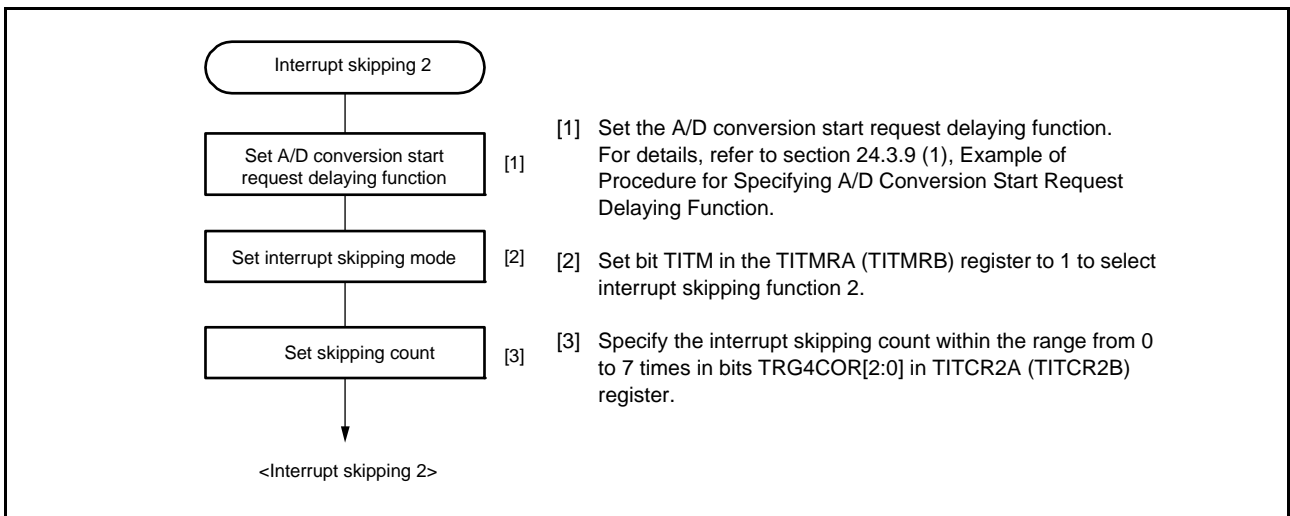 Interrupt skipping 2
Set A/D conversion start
request delaying function
[1]
[1] Set the A/D conversion start request delaying function.
For details, refer to section 24.3.9 (1), Example of
Procedure for Specifying A/D Conversion Start Request
Delaying Function.
Set interrupt skipping mode
[2]
[2] Set bit TITM in the TITMRA (TITMRB) register to 1 to select
interrupt skipping function 2.
Set skipping count
[3]
[3] Specify the interrupt skipping count within the range from 0
to 7 times in bits TRG4COR[2:0] in TITCR2A (TITCR2B)
register.
<Interrupt skipping 2>